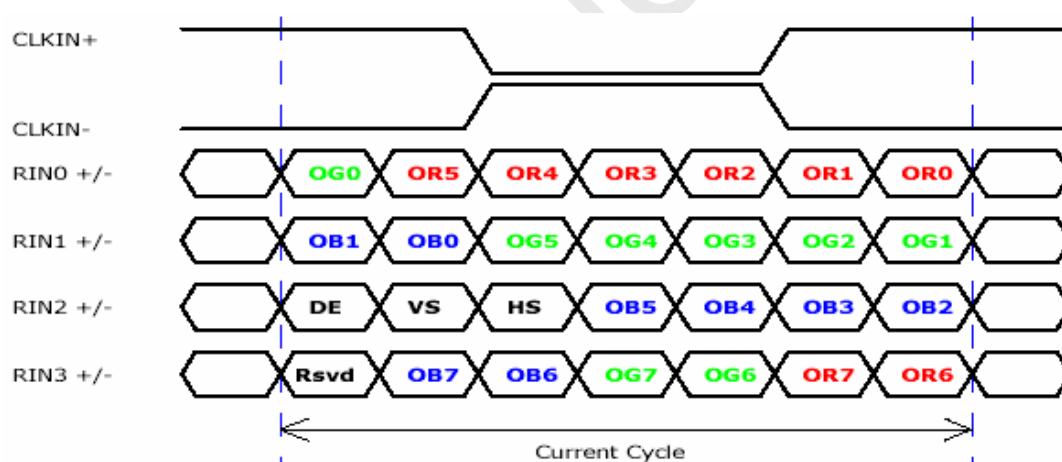 CLKIN+
CLKIN-
RIN0 +/- OG0 OR5 OR4 OR3 OR2 OR1 OR0
RIN1 +/- OB1 OB0 OG5 OG4 OG3 OG2 OG1
RIN2 +/- DE VS HS OB5 OB4 OB3 OB2
RIN3 +/- Rsvd OB7 OB6 OG7 OG6 OR7 OR6
Current Cycle